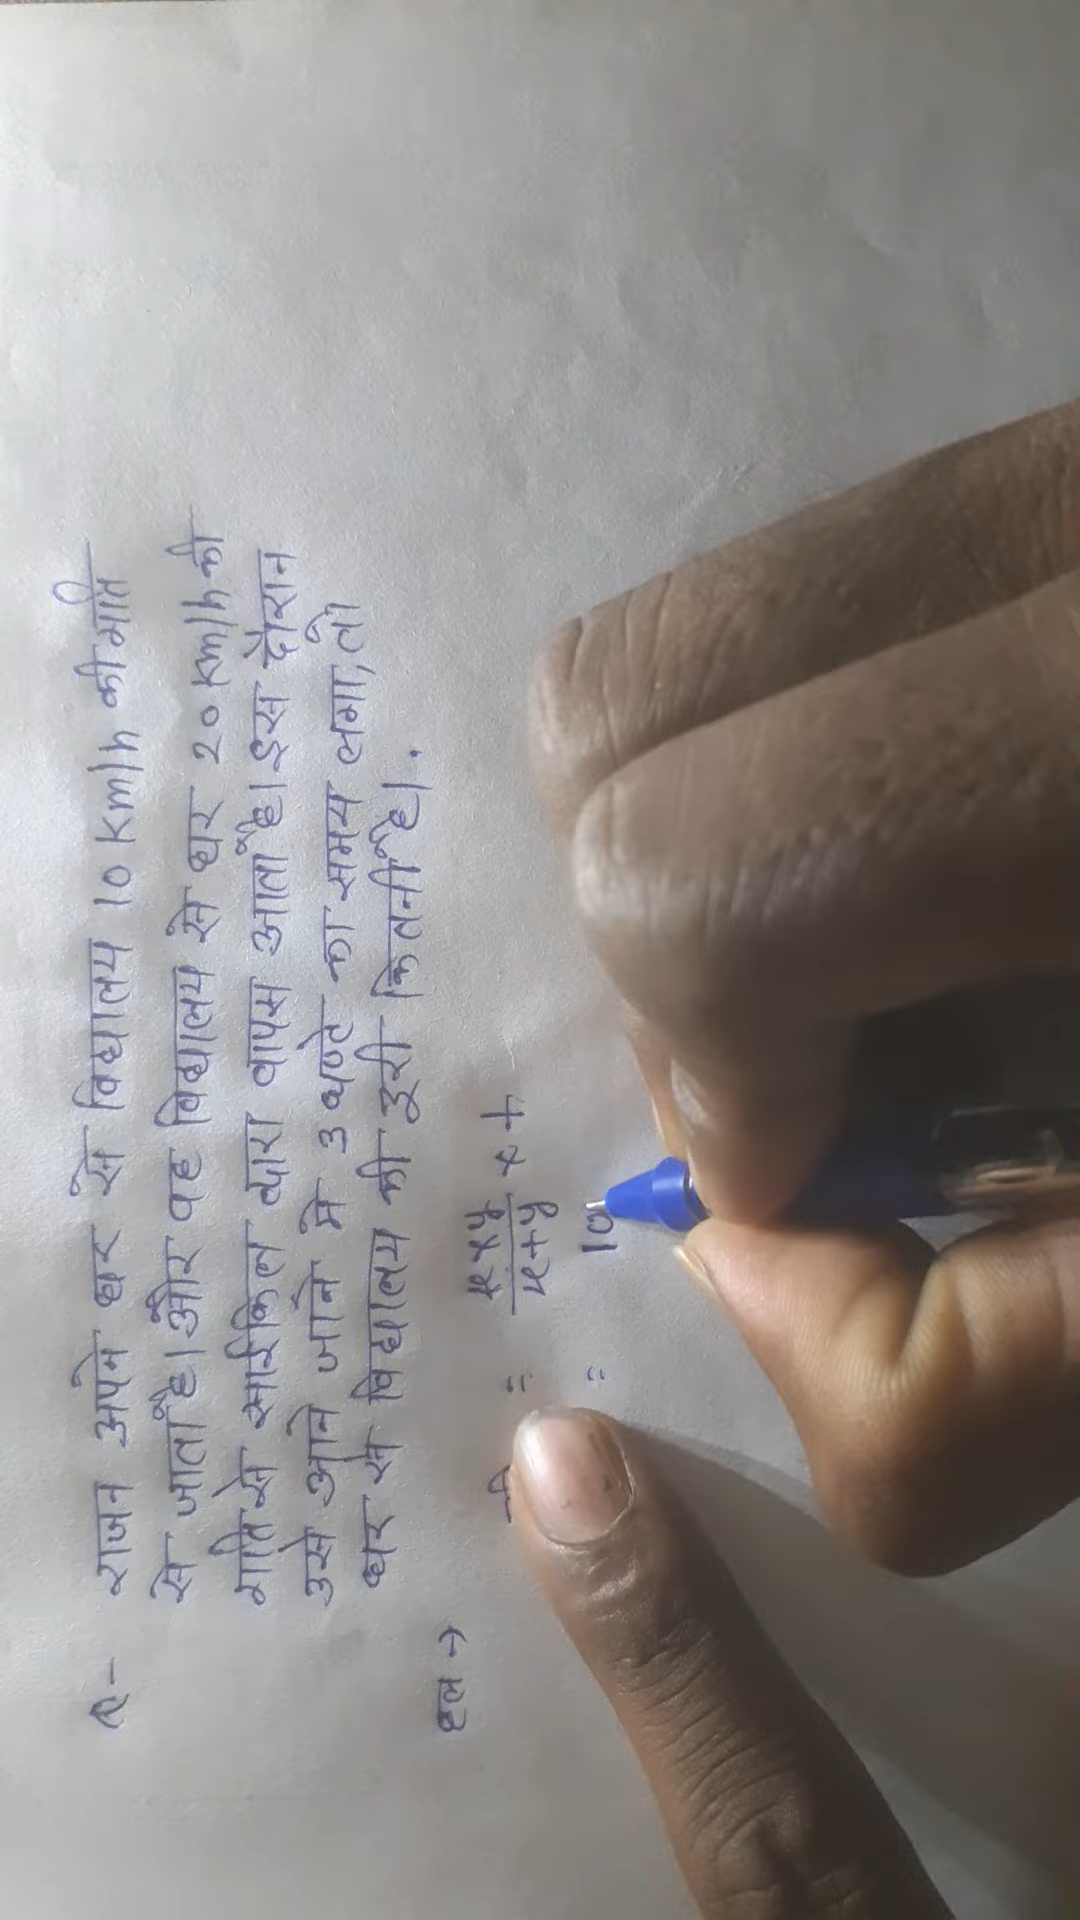 Q- राजन अपने घर से विद्यालय 10 Km/h की गति
से जाता है। और वह विद्यालय से घर 20 Km/h की
गति से साईकिल द्वारा वापस आता है। इस दौरान
उसे आने जाने मे 3 घण्टे का समय लगा, तो
घर से विद्यालय की दूरी कितनी है।.
हल →
= x×y/x+y × t
= 10